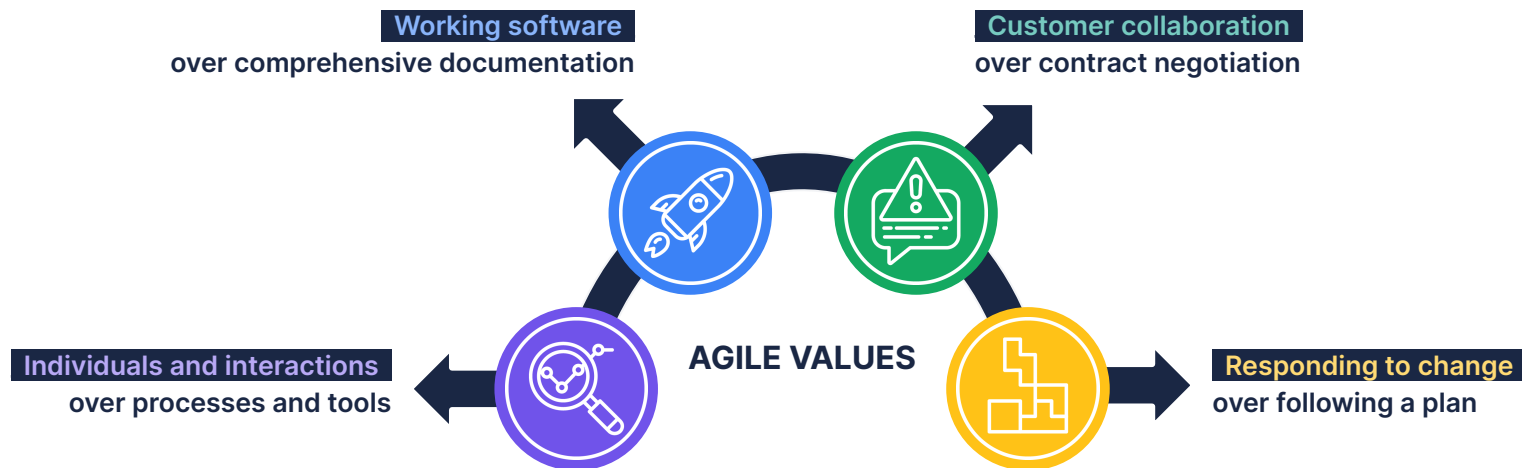 Working software
over comprehensive documentation
Customer collaboration
over contract negotiation
Individuals and interactions
over processes and tools
AGILE VALUES
Responding to change
over following a plan